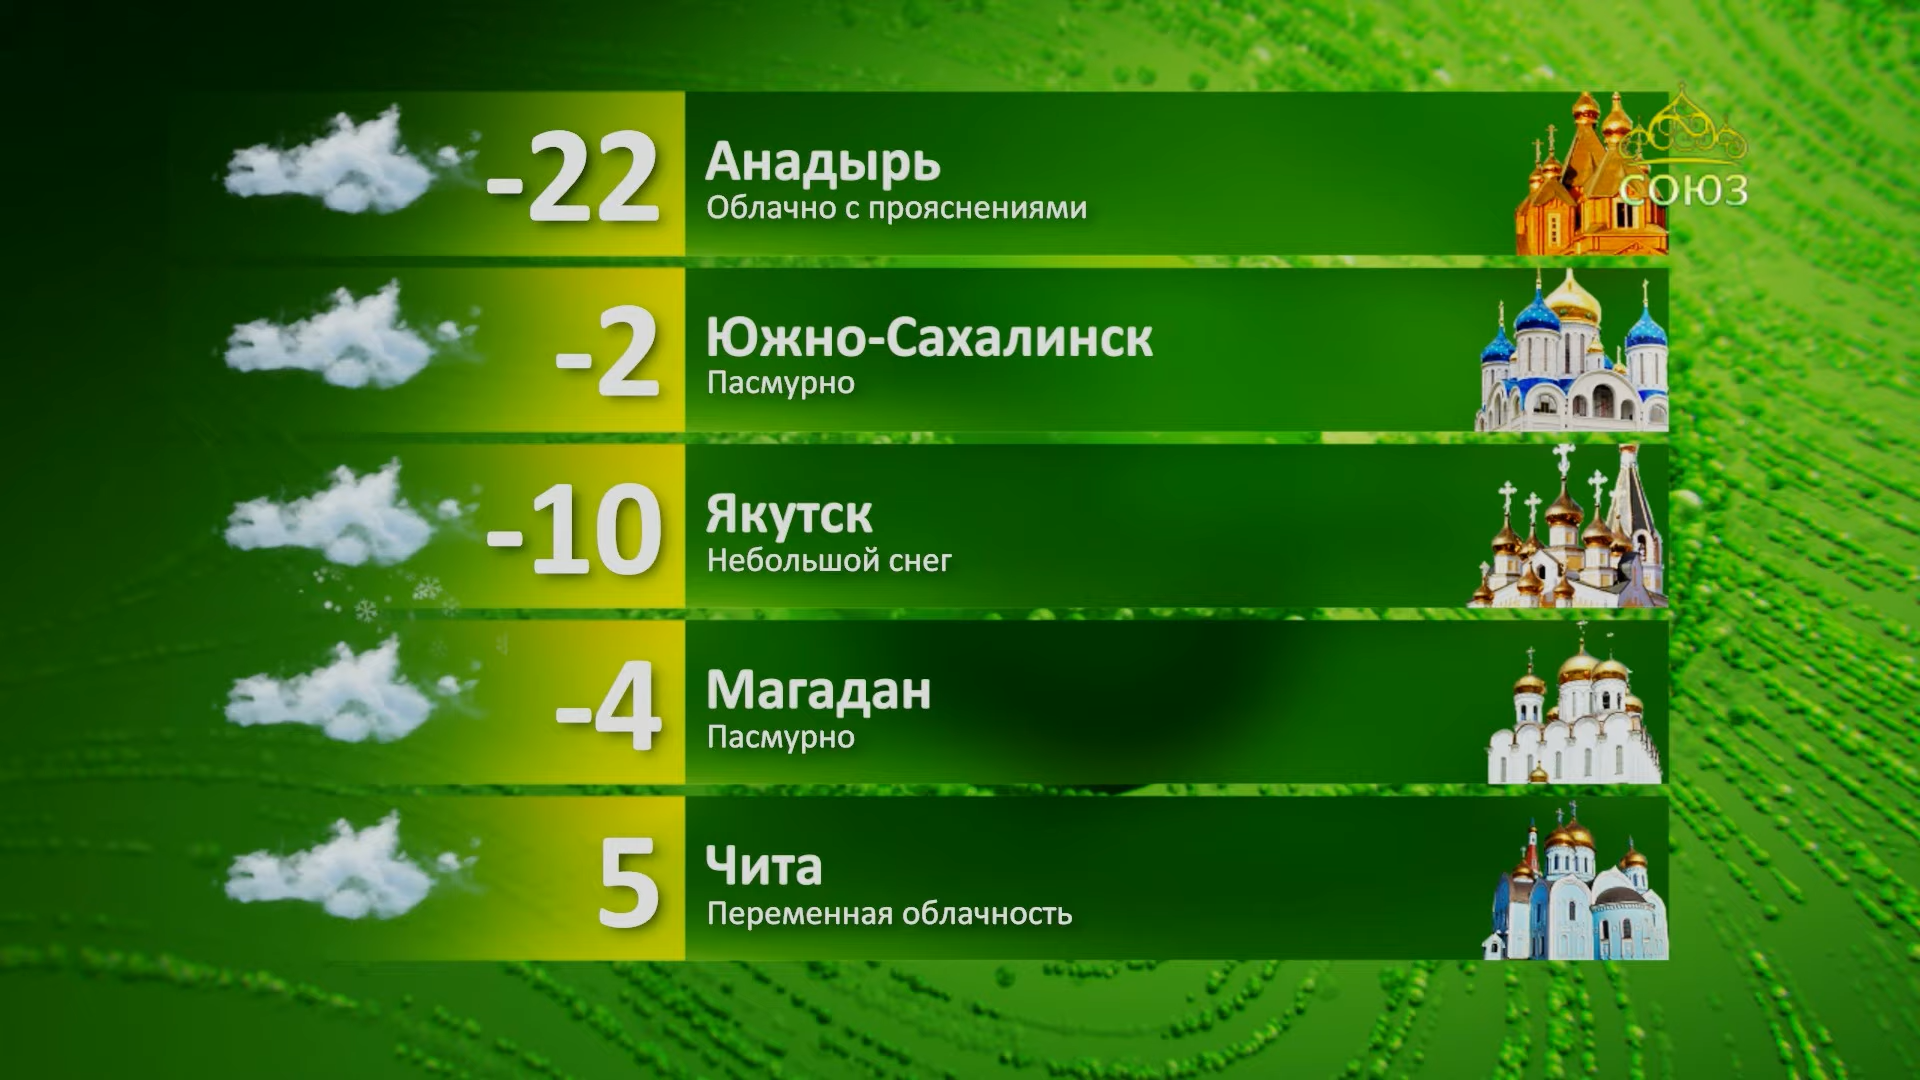 -22
Анадырь
Облачно с прояснениями
СОЮЗ
-2
Южно-Сахалинск
Пасмурно
-10
Якутск
Небольшой снег
-4
Магадан
Пасмурно
5
Чита
Переменная облачность